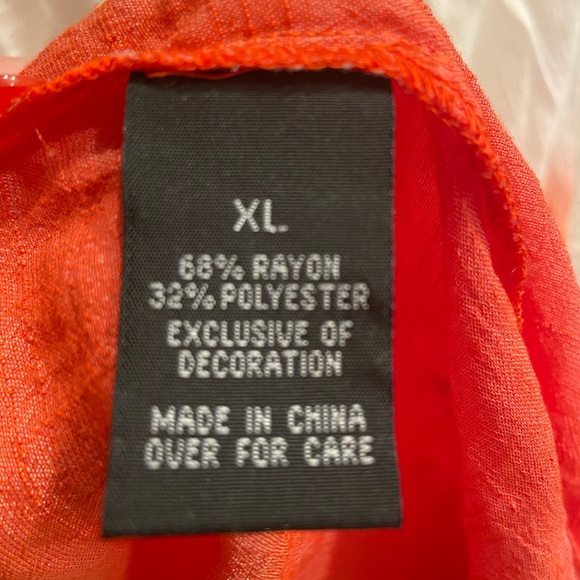 XL
68% RAYON
32% POLYESTER
EXCLUSIVE OF
DECORATION
MADE IN CHINA
OVER FOR CARE